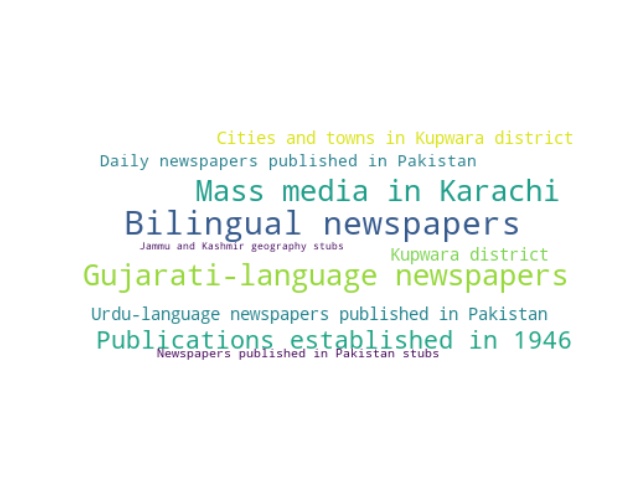 Cities and towns in Kupwara district
Daily newspapers published in Pakistan
Mass media in Karachi
Bilingual newspapers
Jammu and Kashmir geography stubs
Kupwara district
Gujarati-language newspapers
Urdu-language newspapers published in Pakistan
Publications established in 1946
Newspapers published in Pakistan stubs